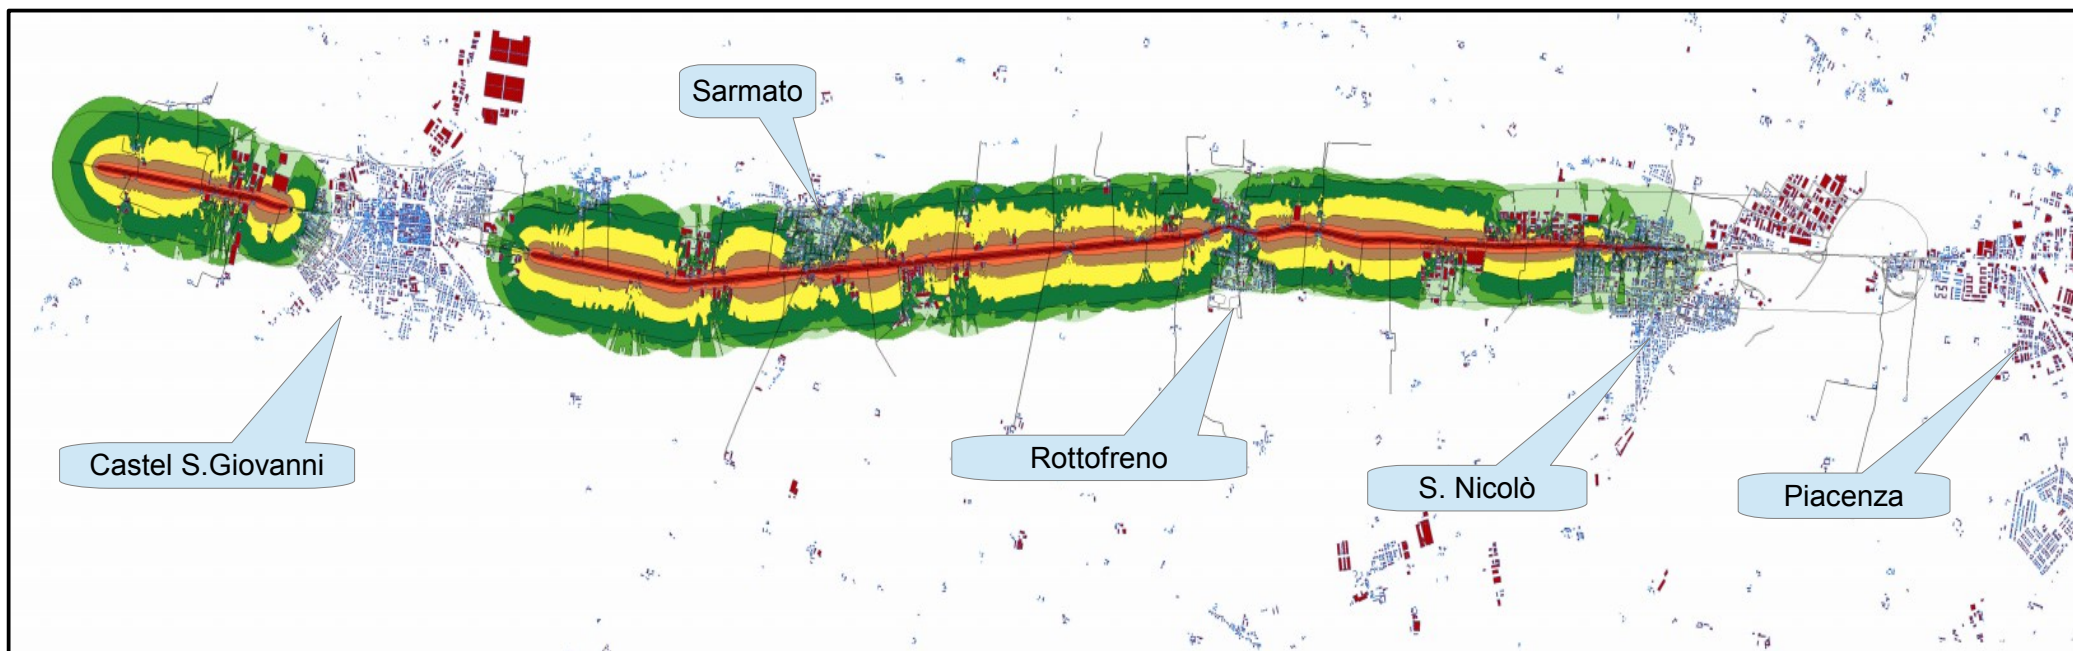 Sarmato
Castel S.Giovanni
Rottofreno
S. Nicolò
Piacenza